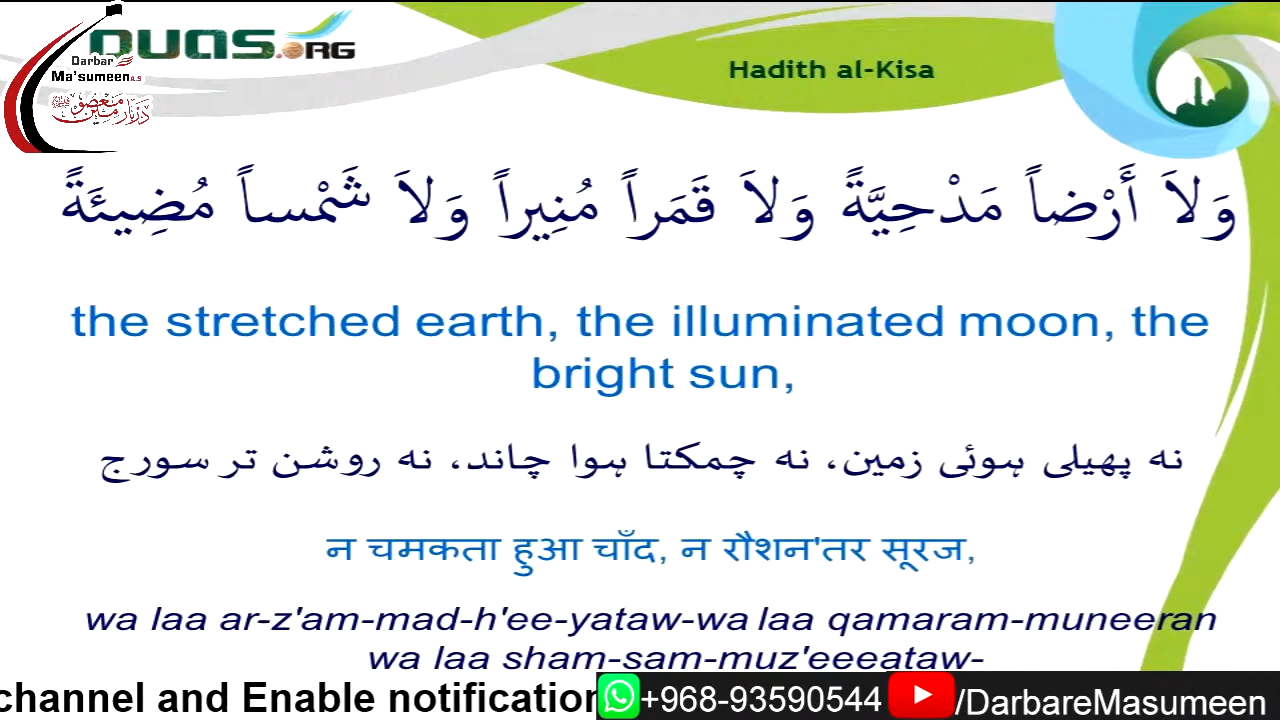 DUAS.ORG
Darbar
Ma'sumeen A.S
دربار معصومین
Hadith al-Kisa
وَلاَ أَرْضاً مَدْحِيَّةً وَلاَ قَمَراً مُنِيراً وَلاَ شَمْساً مُضِيئَةً
the stretched earth, the illuminated moon, the
bright sun,
نہ پھیلی ہوئی زمین، نہ چمکتا ہوا چاند، نہ روشن تر سورج
न चमकता हुआ चाँद, न रौशन'तर सूरज,
wa laa ar-z'am-mad-h'ee-yataw-wa laa qamaram-muneeran
wa laa sham-sam-muz'eeeataw-
channel and Enable notification +968-93590544 /DarbareMasumeen